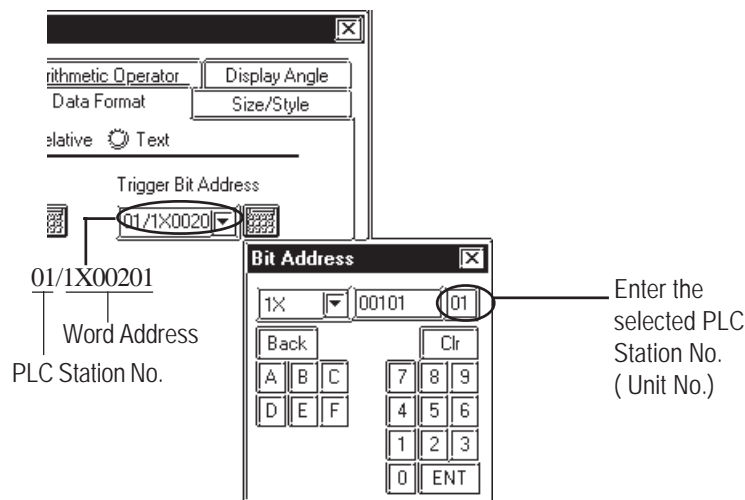 rithmetic Operator Display Angle
Data Format Size/Style
elative Text
Trigger Bit Address
01/1X0020
01/1X00201
Word Address
PLC Station No.
Bit Address
1X 00101 01
Back Clr
A B C 7 8 9
D E F 4 5 6
1 2 3
0 ENT
Enter the
selected PLC
Station No.
( Unit No.)